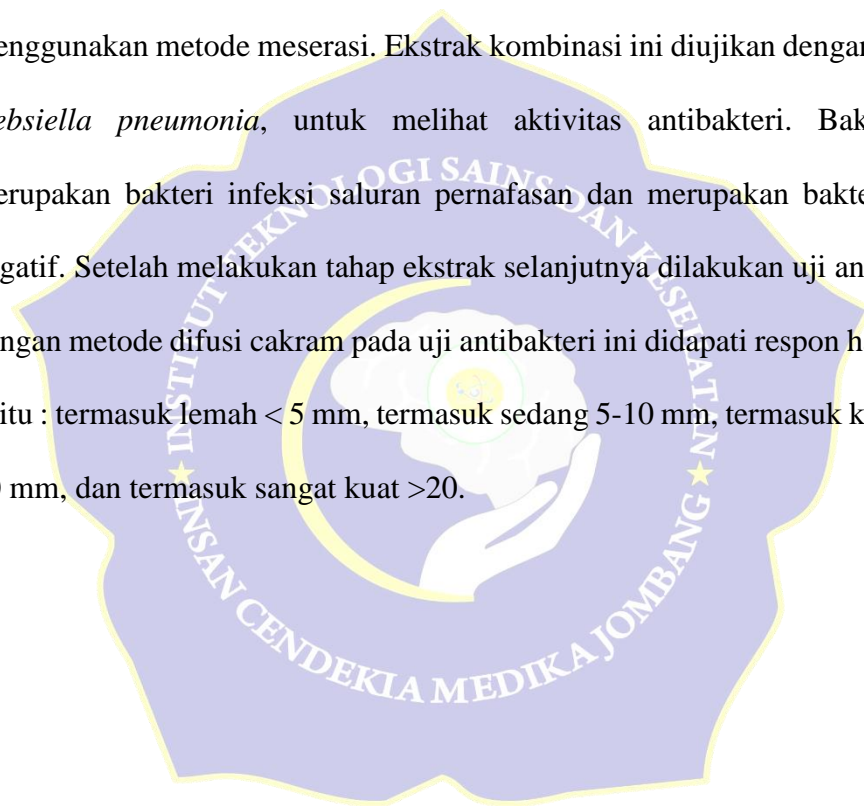 enggunakan metode meserasi. Ekstrak kombinasi ini diujikan dengan
ebsiella pneumonia, untuk melihat aktivitas antibakteri. Bak
erupakan bakteri infeksi saluran pernafasan dan merupakan bakte
gatif. Setelah melakukan tahap ekstrak selanjutnya dilakukan uji an
ngan metode difusi cakram pada uji antibakteri ini didapati respon h
itu : termasuk lemah < 5 mm, termasuk sedang 5-10 mm, termasuk k
mm, dan termasuk sangat kuat >20.
INSTITUT TEKNOLOGI SAINS DAN KESEHATAN
INSAN CENDEKIA MEDIKA JOMBANG